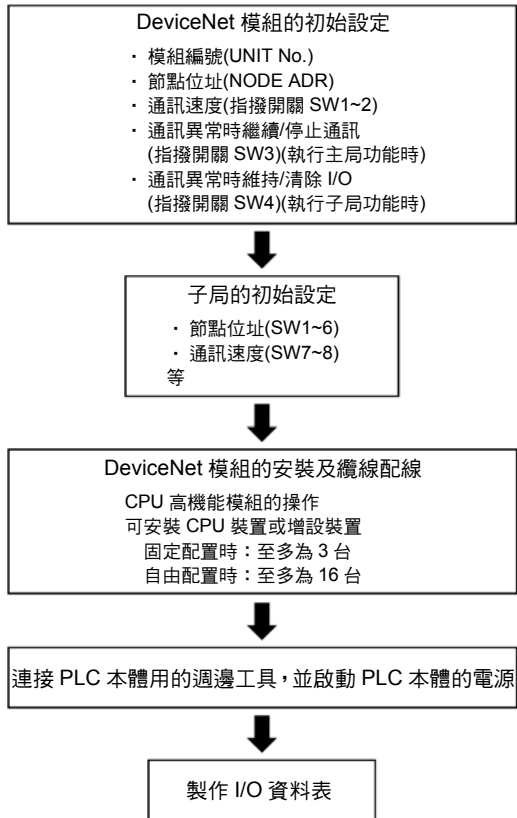 DeviceNet 模組的初始設定
· 模組編號(UNIT No.)
· 節點位址(NODE ADR)
· 通訊速度(指撥開關 SW1~2)
· 通訊異常時繼續/停止通訊
(指撥開關 SW3)(執行主局功能時)
· 通訊異常時維持/清除 I/O
(指撥開關 SW4)(執行子局功能時)
子局的初始設定
· 節點位址(SW1~6)
· 通訊速度(SW7~8)
等
DeviceNet 模組的安裝及纜線配線
CPU 高機能模組的操作
可安裝 CPU 裝置或增設裝置
固定配置時：至多為 3 台
自由配置時：至多為 16 台
連接 PLC 本體用的週邊工具，並啟動 PLC 本體的電源
製作 I/O 資料表